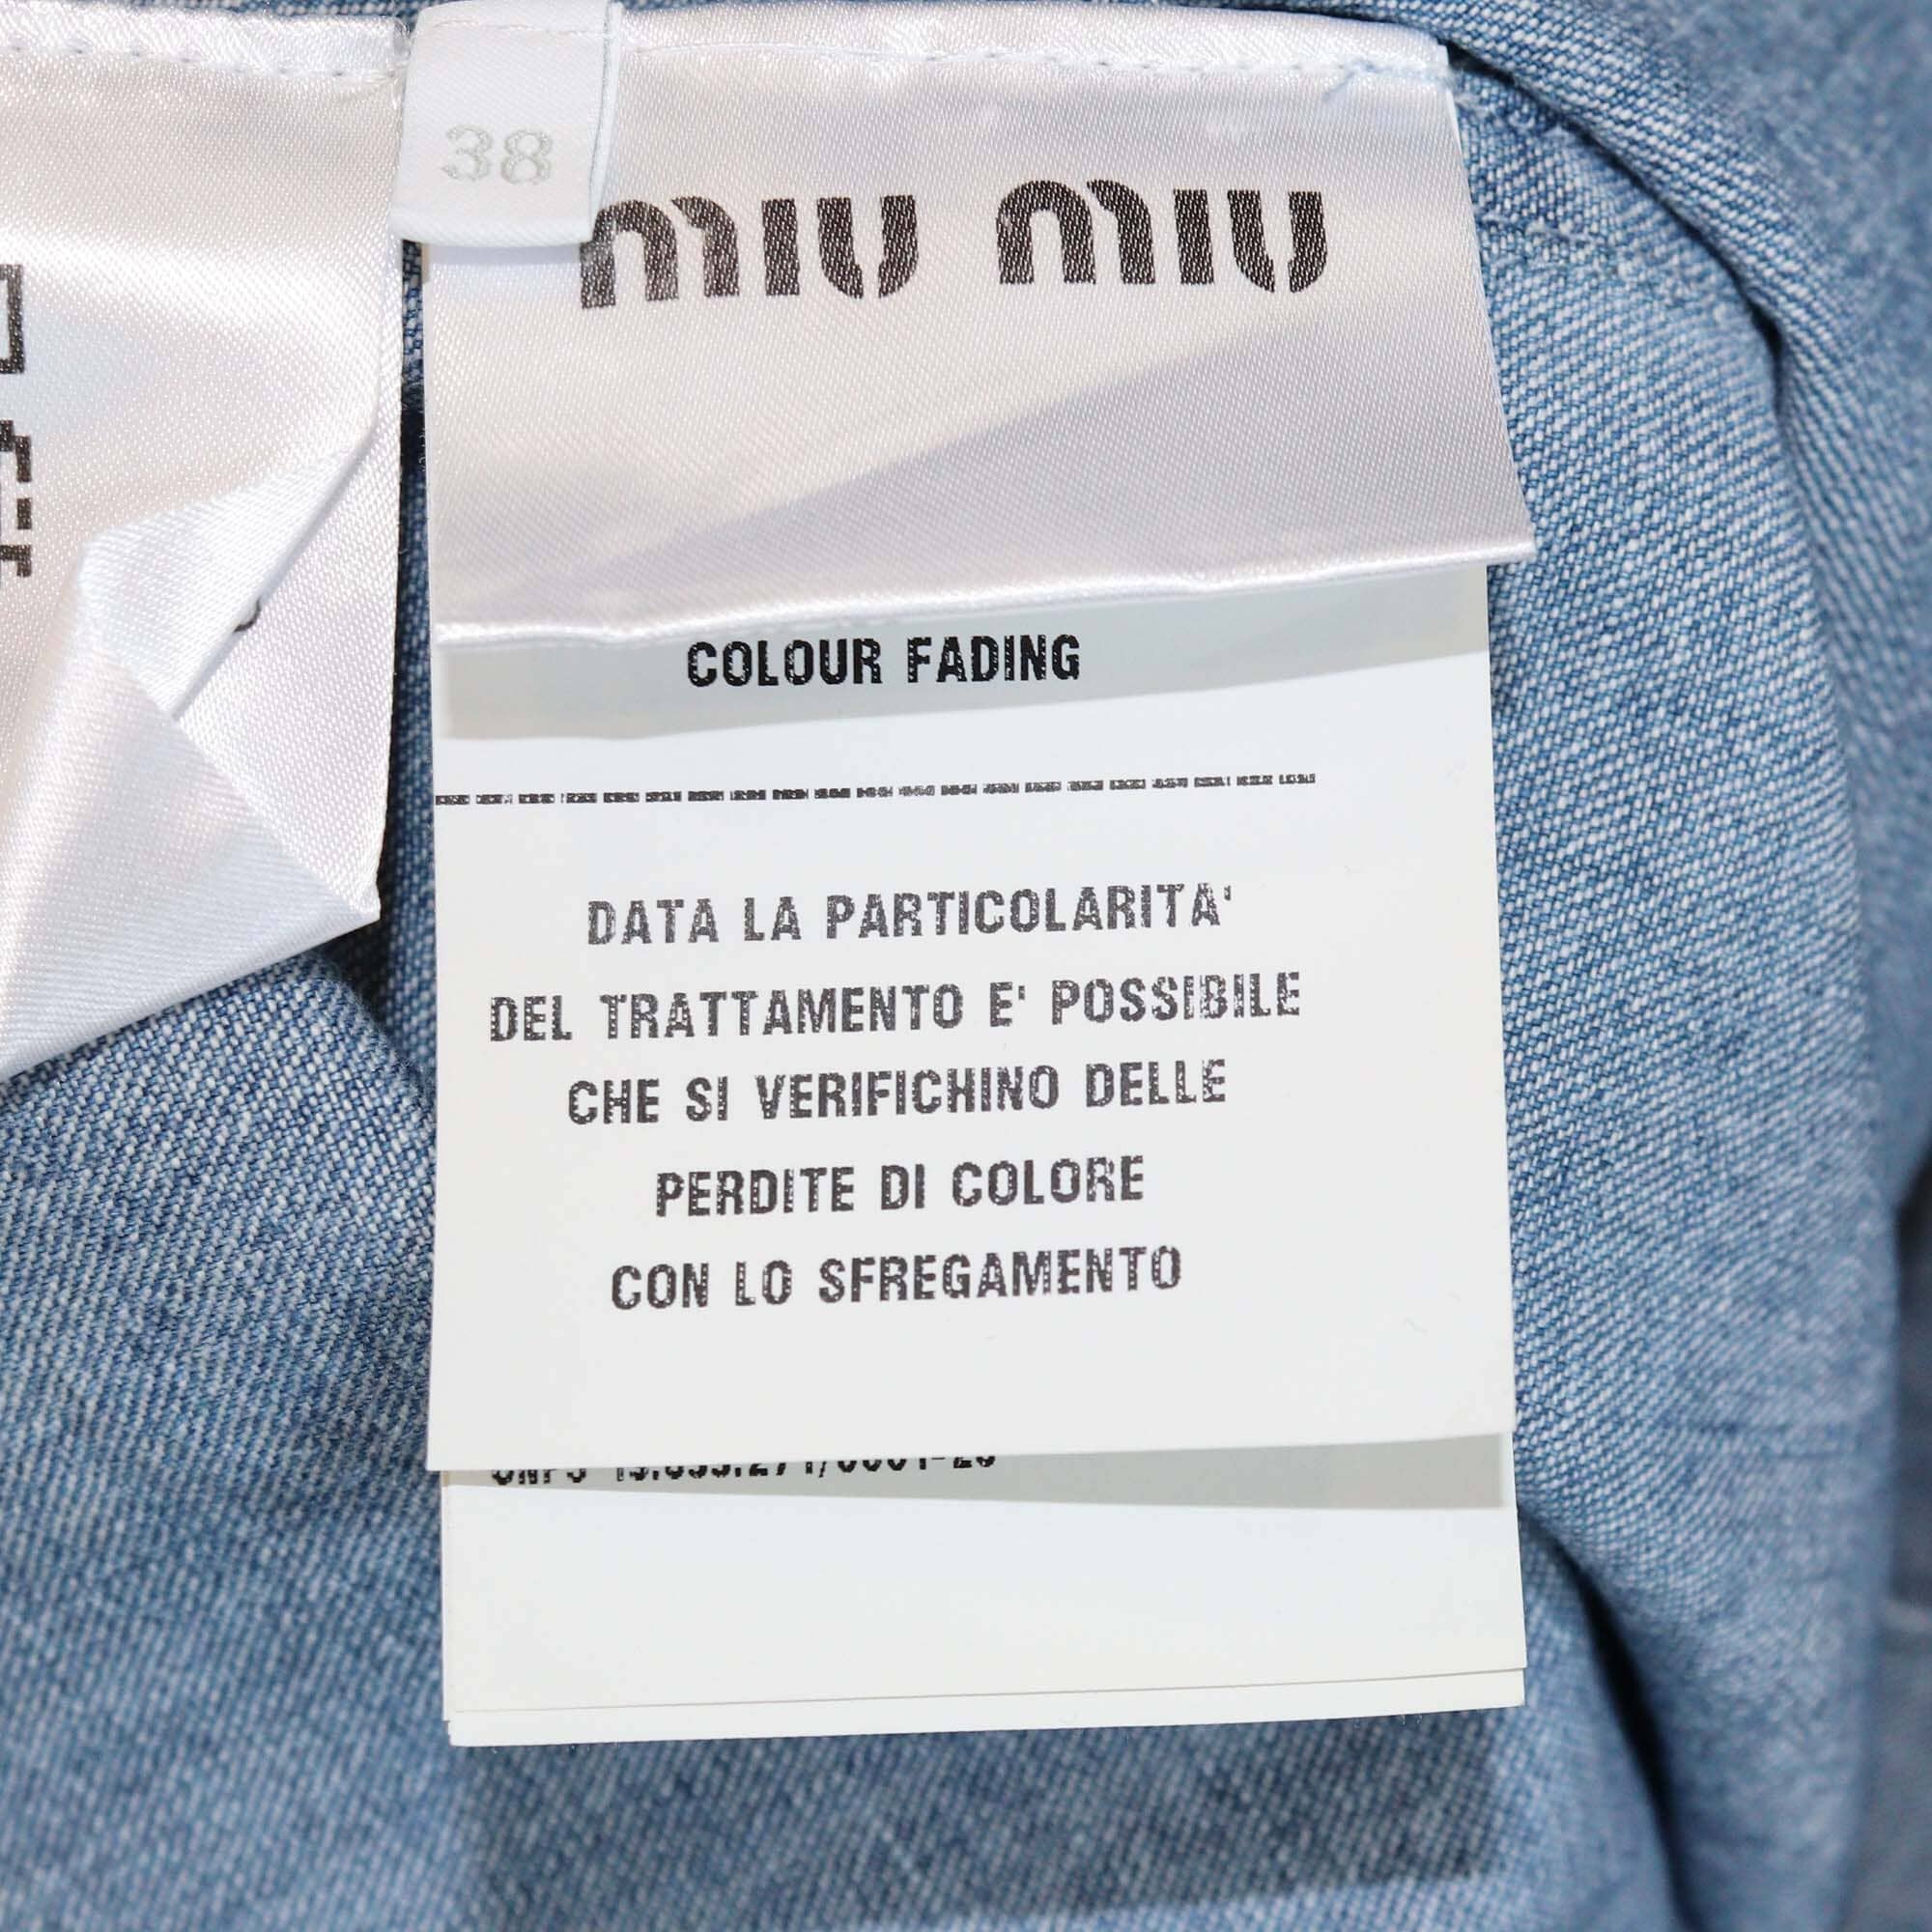 38
MIU MIU
COLOUR FADING
DATA LA PARTICOLARITA'
DEL TRATTAMENTO E' POSSIBILE
CHE SI VERIFICHINO DELLE
PERDITE DI COLORE
CON LO SFREGAMENTO